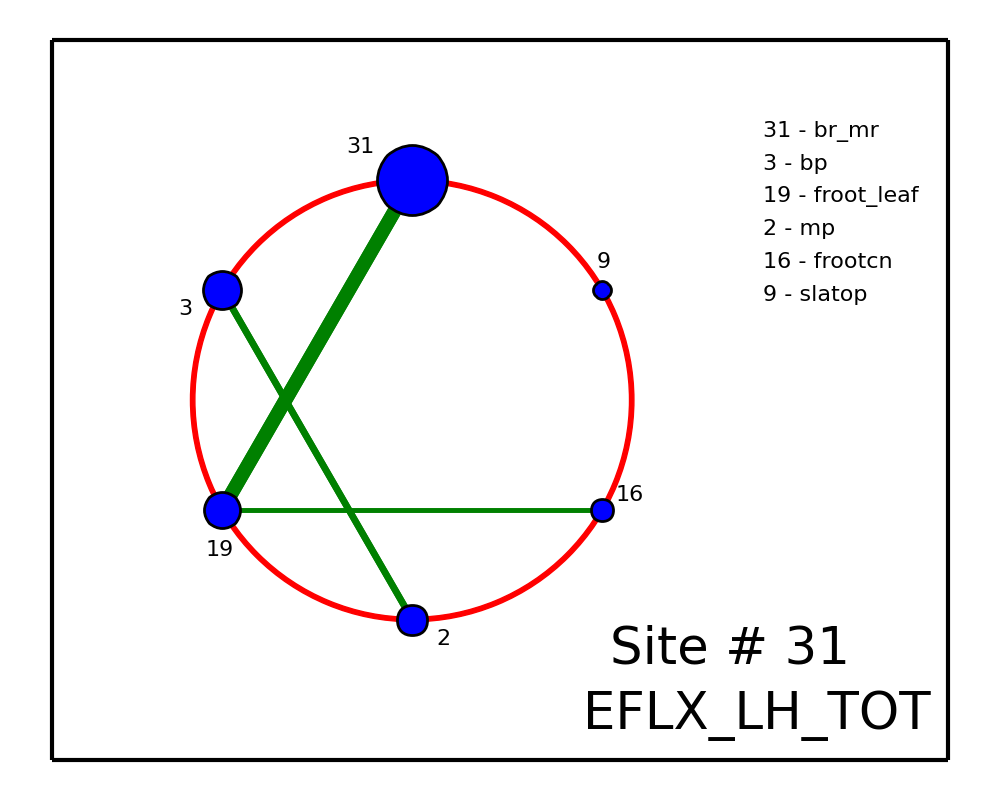 31
31 - br_mr
3 - bp
19 - froot_leaf
2 - mp
16 - frootcn
9 - slatop
9
3
16
19
2
Site # 31
EFLX_LH_TOT